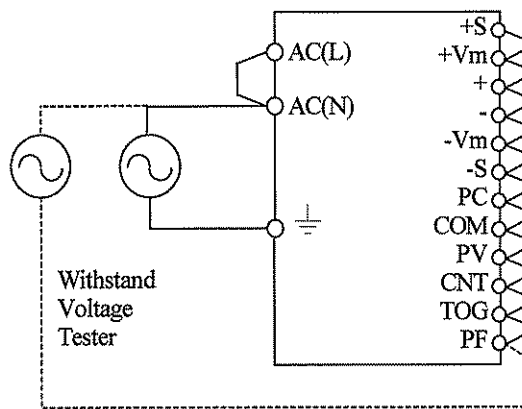 AC(L)
AC(N)
Withstand
Voltage
Tester
+S
+Vm
+
-
-Vm
-S
PC
COM
PV
CNT
TOG
PF